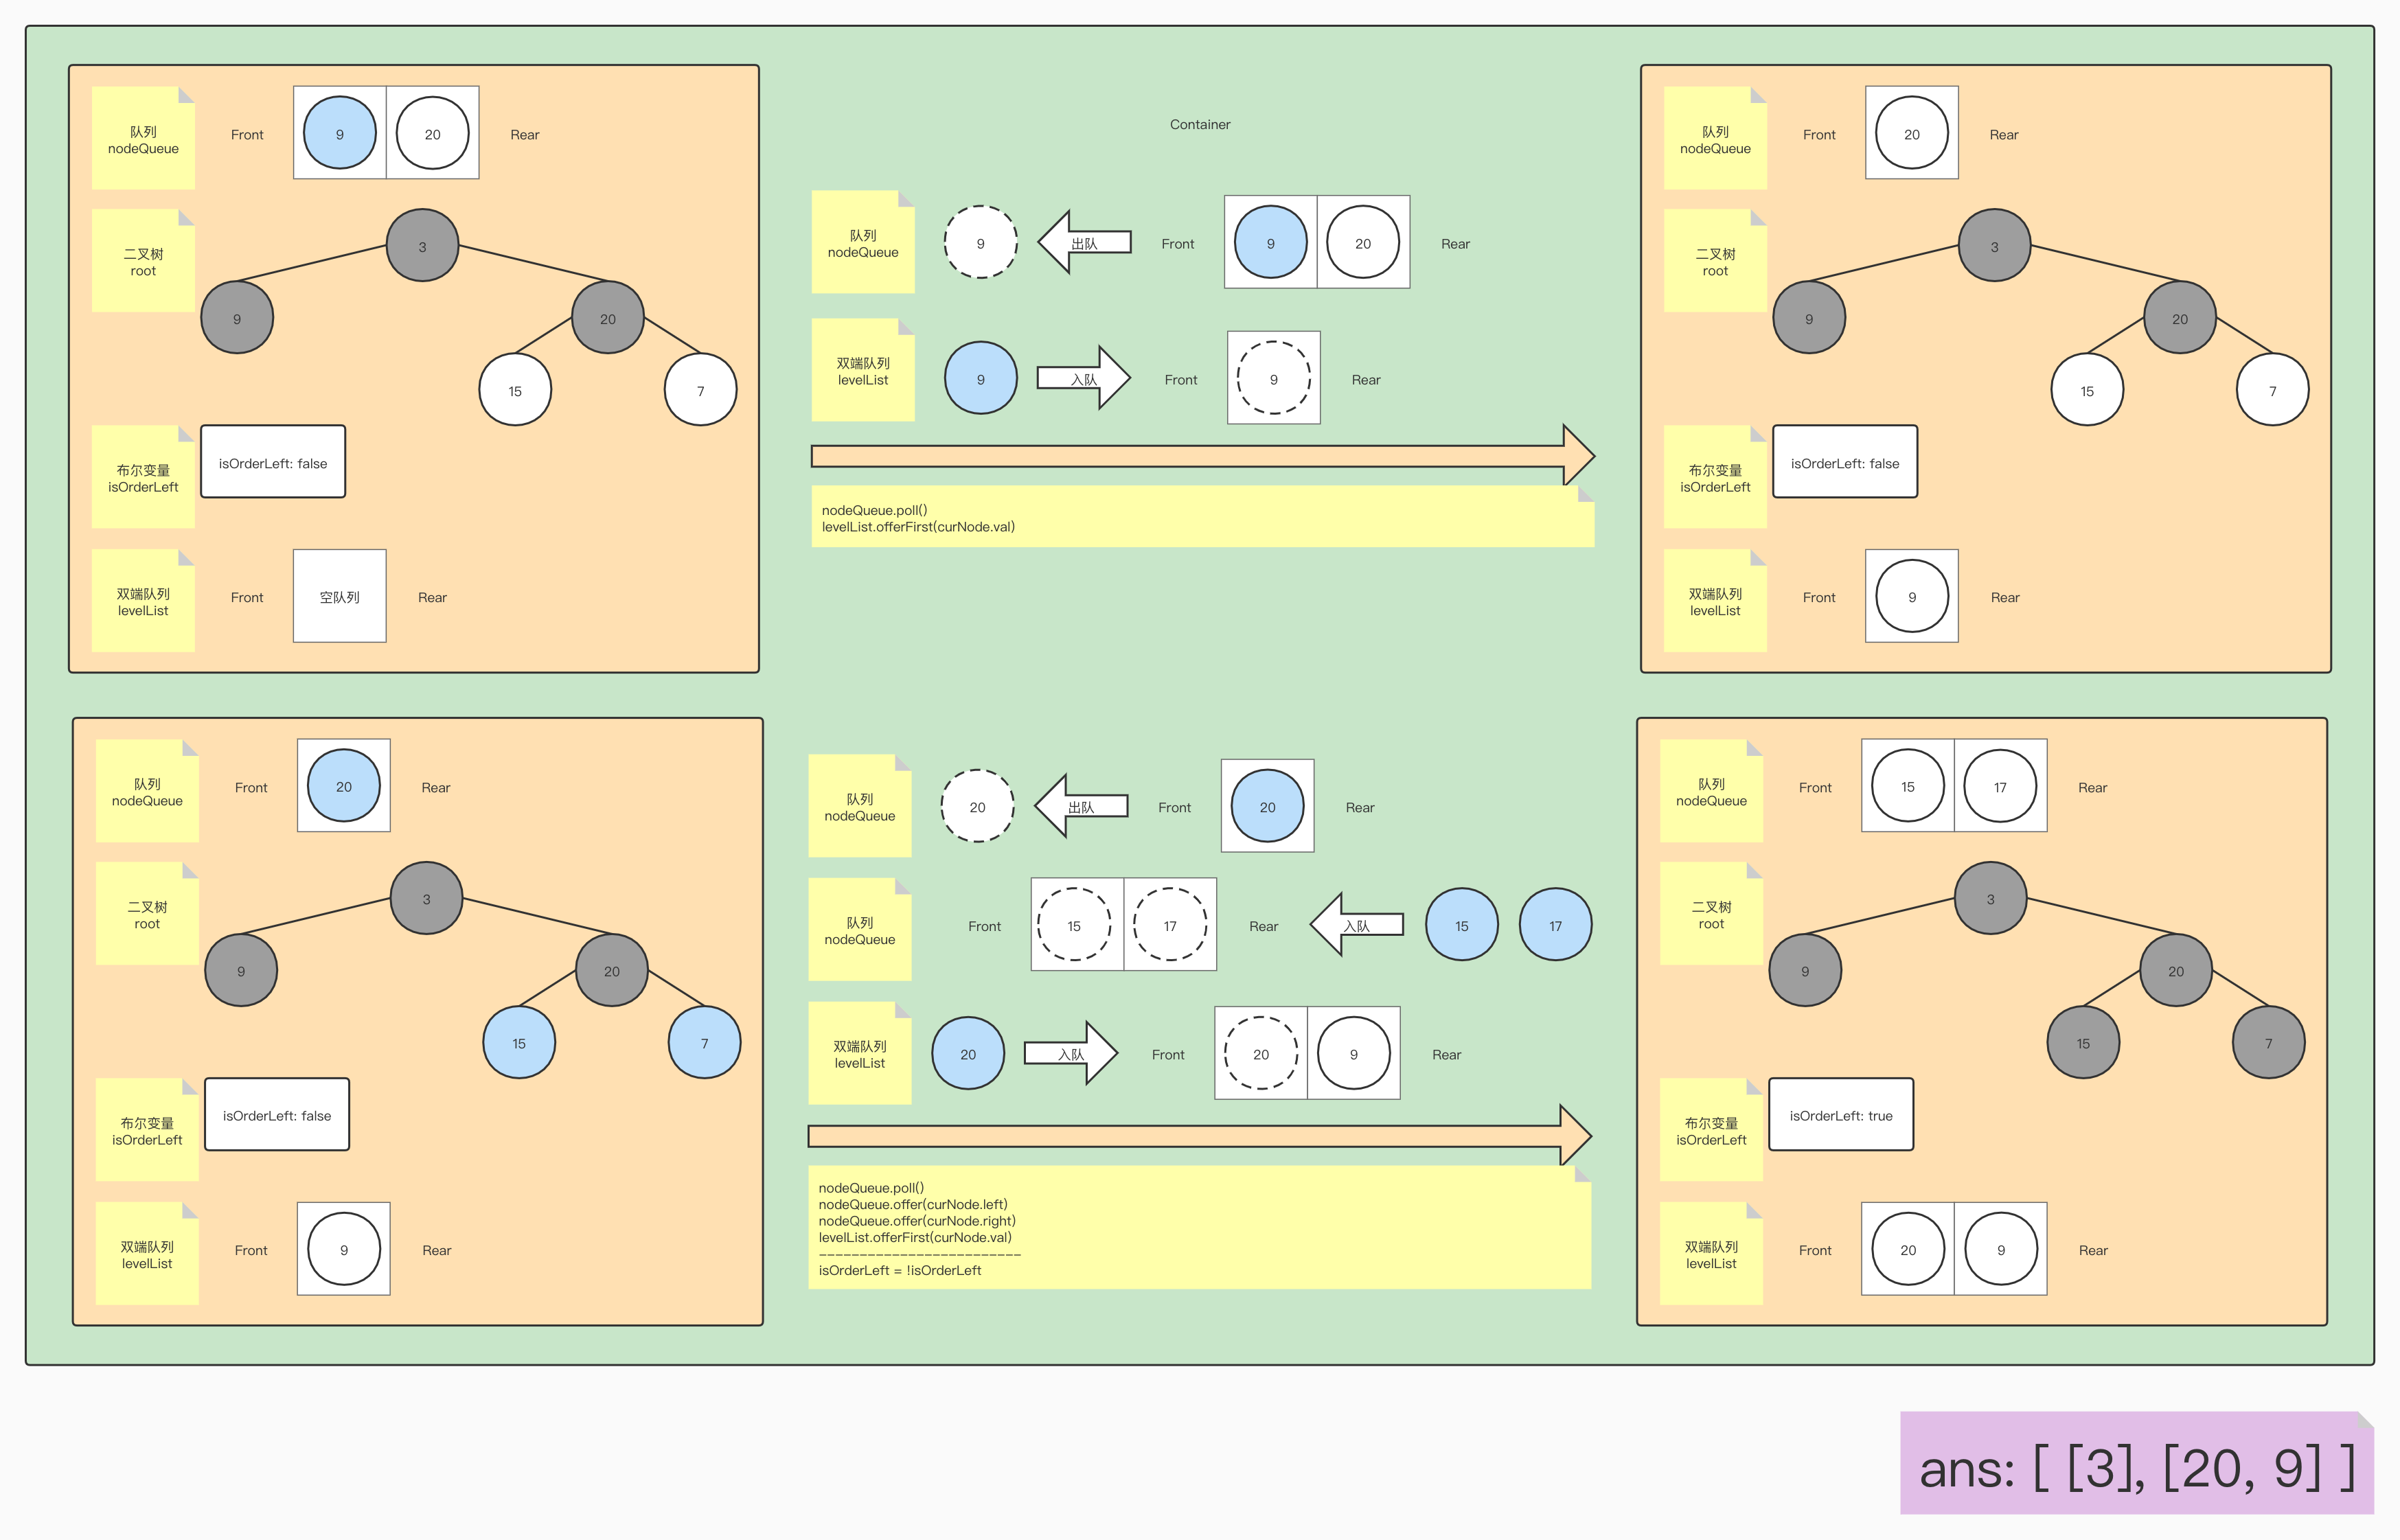 队列
nodeQueue
Front
9
20
Rear
二叉树
root
3
9
20
15
7
布尔变量
isOrderLeft
isOrderLeft: false
双端队列
levelList
Front
空队列
Rear
Container
队列
nodeQueue
9
出队
Front
9
20
Rear
双端队列
levelList
9
入队
Front
9
Rear
nodeQueue.poll()
levelList.offerFirst(curNode.val)
队列
nodeQueue
Front
20
Rear
二叉树
root
3
9
20
15
7
布尔变量
isOrderLeft
isOrderLeft: false
双端队列
levelList
Front
9
Rear
队列
nodeQueue
Front
20
Rear
二叉树
root
3
9
20
15
7
布尔变量
isOrderLeft
isOrderLeft: false
双端队列
levelList
Front
9
Rear
队列
nodeQueue
20
出队
Front
20
Rear
队列
nodeQueue
Front
15
17
Rear
入队
15
17
双端队列
levelList
20
入队
Front
20
9
Rear
nodeQueue.poll()
nodeQueue.offer(curNode.left)
nodeQueue.offer(curNode.right)
levelList.offerFirst(curNode.val)
-------------------------
isOrderLeft = !isOrderLeft
队列
nodeQueue
Front
15
17
Rear
二叉树
root
3
9
20
15
7
布尔变量
isOrderLeft
isOrderLeft: true
双端队列
levelList
Front
20
9
Rear
ans: [ [3], [20, 9] ]